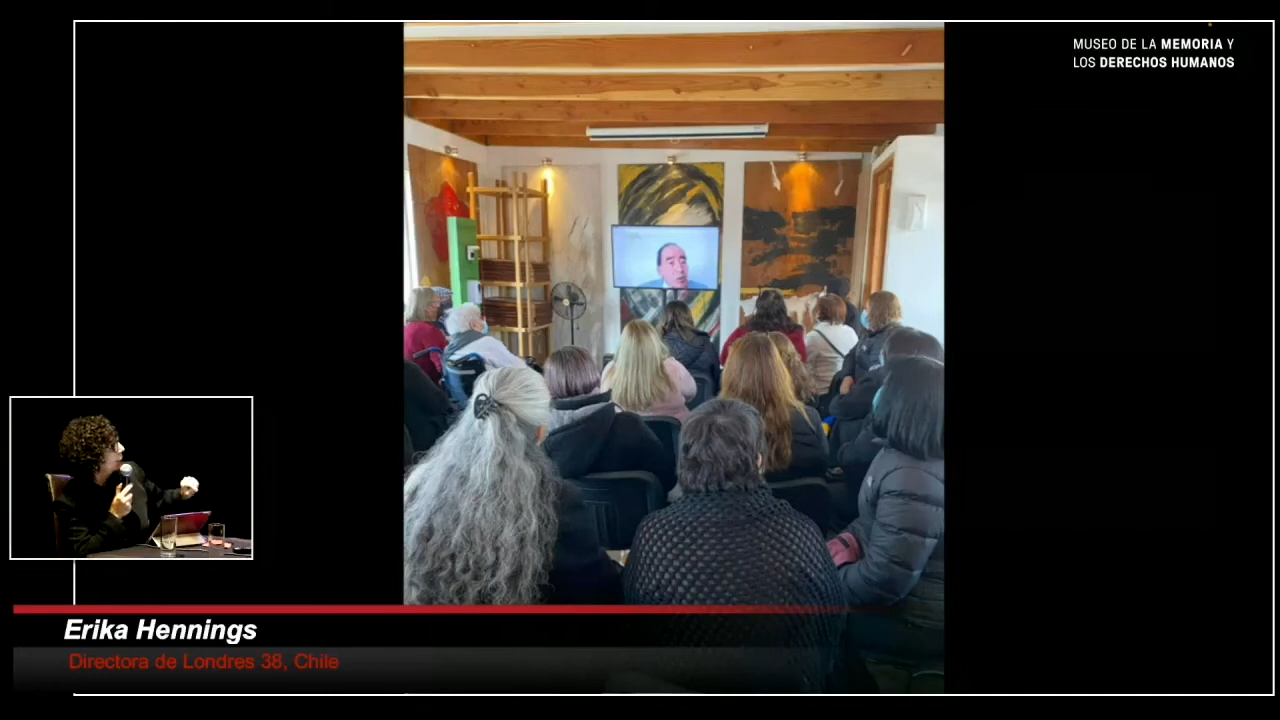 MUSEO DE LA MEMORIA Y
LOS DERECHOS HUMANOS
Erika Hennings
Directora de Londres 38, Chile